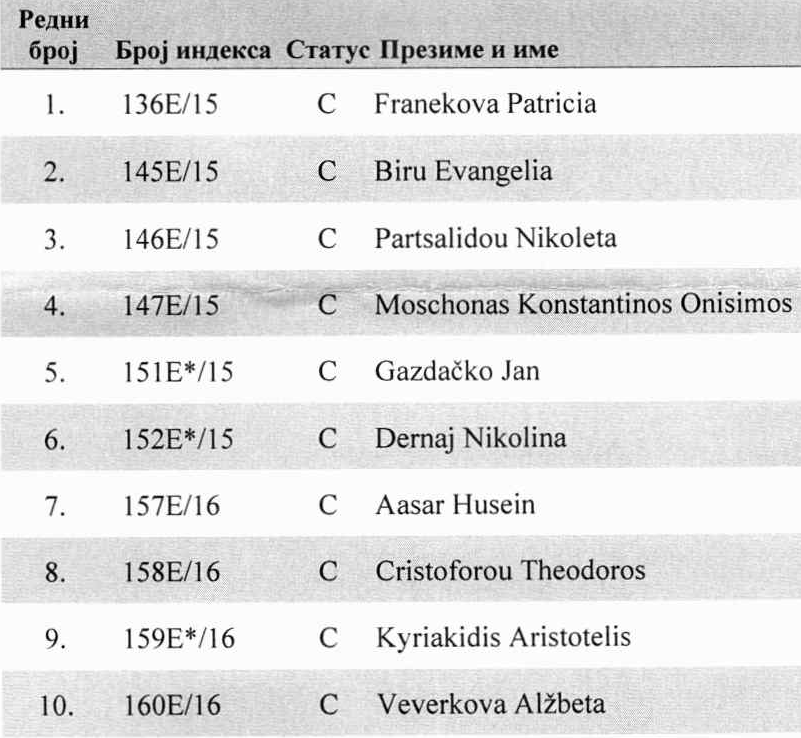 Редни
број Број индекса Статус Презиме и име
1. 136E/15 С Franekova Patricia
2. 145E/15 С Biru Evangelia
3. 146E/15 С Partsalidou Nikoleta
4. 147E/15 С Moschonas Konstantinos Onisimos
5. 151E*/15 С Gazdačko Jan
6. 152E*/15 С Dernaj Nikolina
7. 157E/16 С Aasar Husein
8. 158E/16 С Cristoforou Theodoros
9. 159E*/16 С Kyriakidis Aristotelis
10. 160E/16 С Veverkova Alžbeta